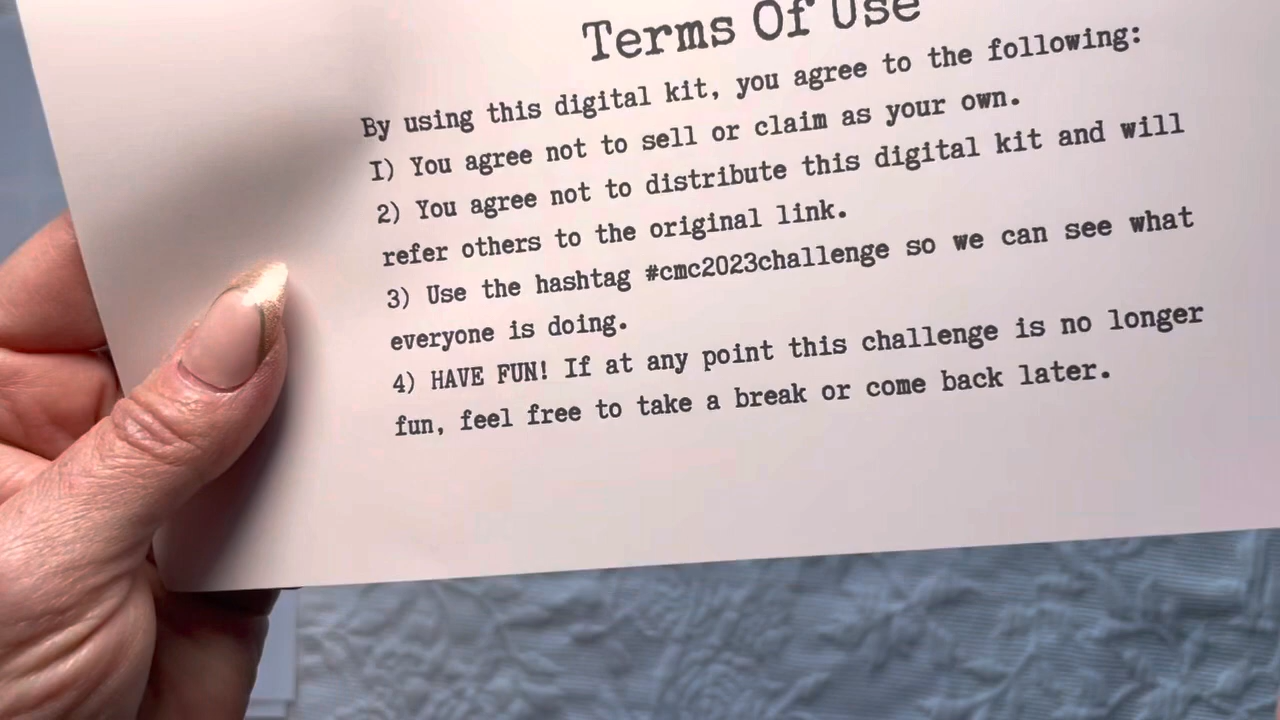 Terms Of Use
By using this digital kit, you agree to the following:
I) You agree not to sell or claim as your own.
2) You agree not to distribute this digital kit and will
refer others to the original link.
3) Use the hashtag #cmc2023challenge so we can see what
everyone is doing.
4) HAVE FUN! If at any point this challenge is no longer
fun, feel free to take a break or come back later.